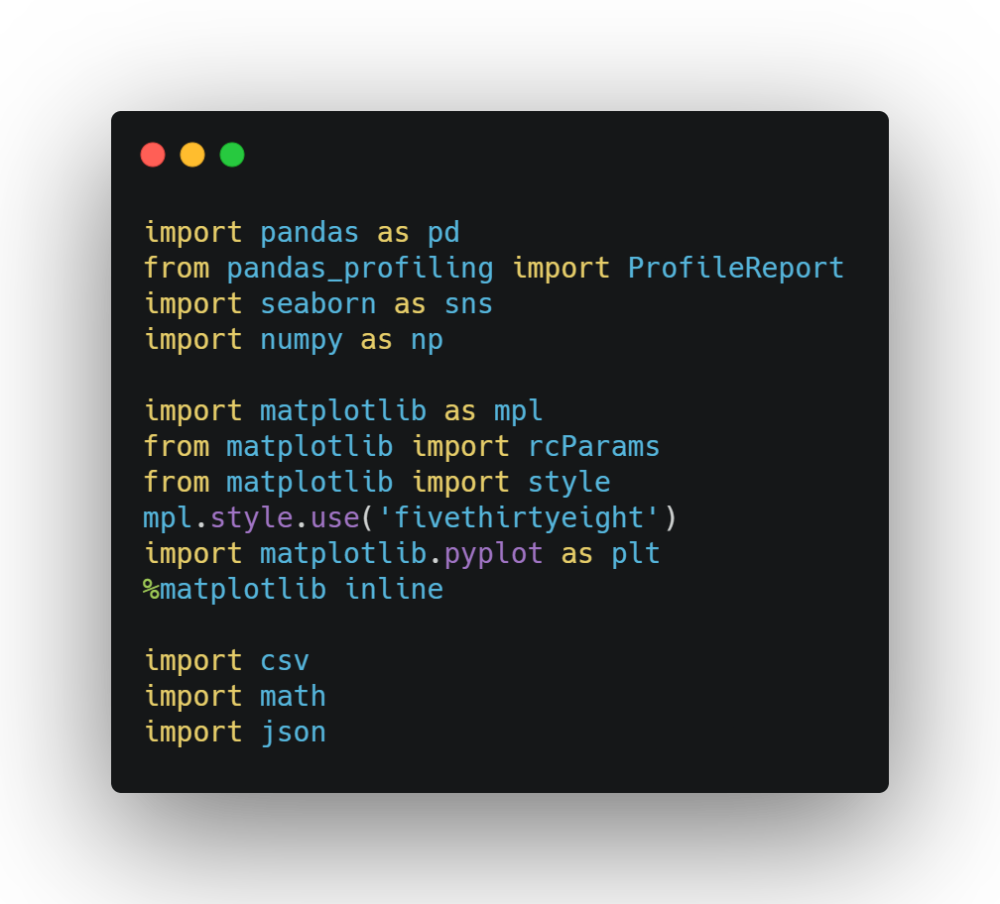 import pandas as pd
from pandas_profiling import ProfileReport
import seaborn as sns
import numpy as np

import matplotlib as mpl
from matplotlib import rcParams
from matplotlib import style
mpl.style.use('fivethirtyeight')
import matplotlib.pyplot as plt
%matplotlib inline

import csv
import math
import json